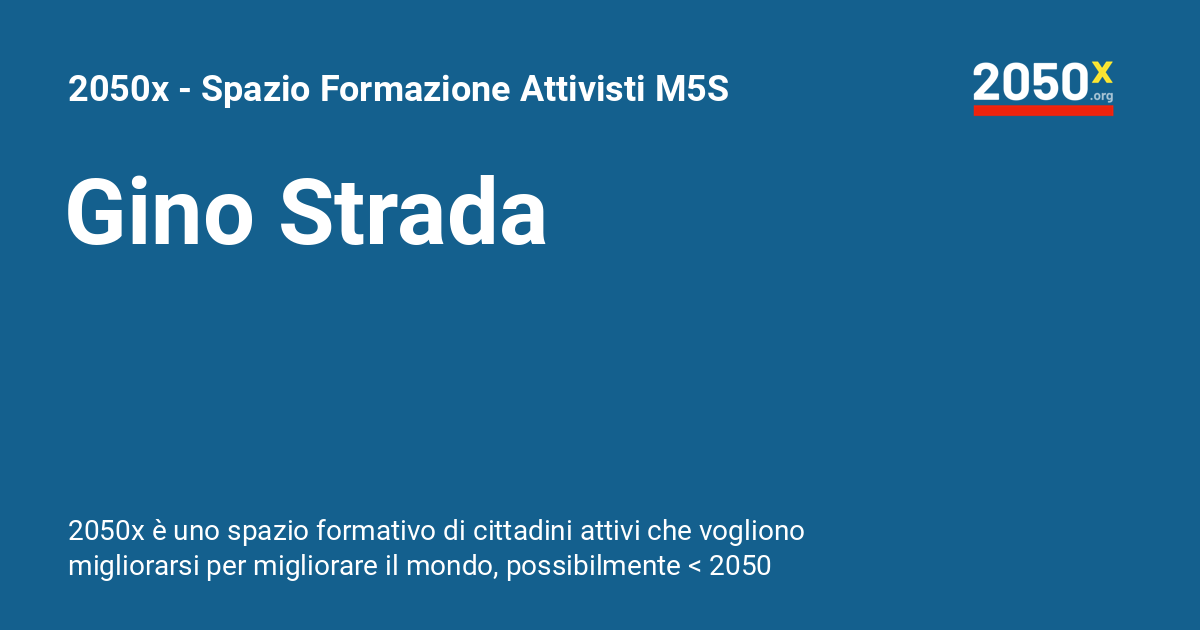 2050x - Spazio Formazione Attivisti M5S
2050x
.org
Gino Strada
2050x è uno spazio formativo di cittadini attivi che vogliono
migliorarsi per migliorare il mondo, possibilmente < 2050